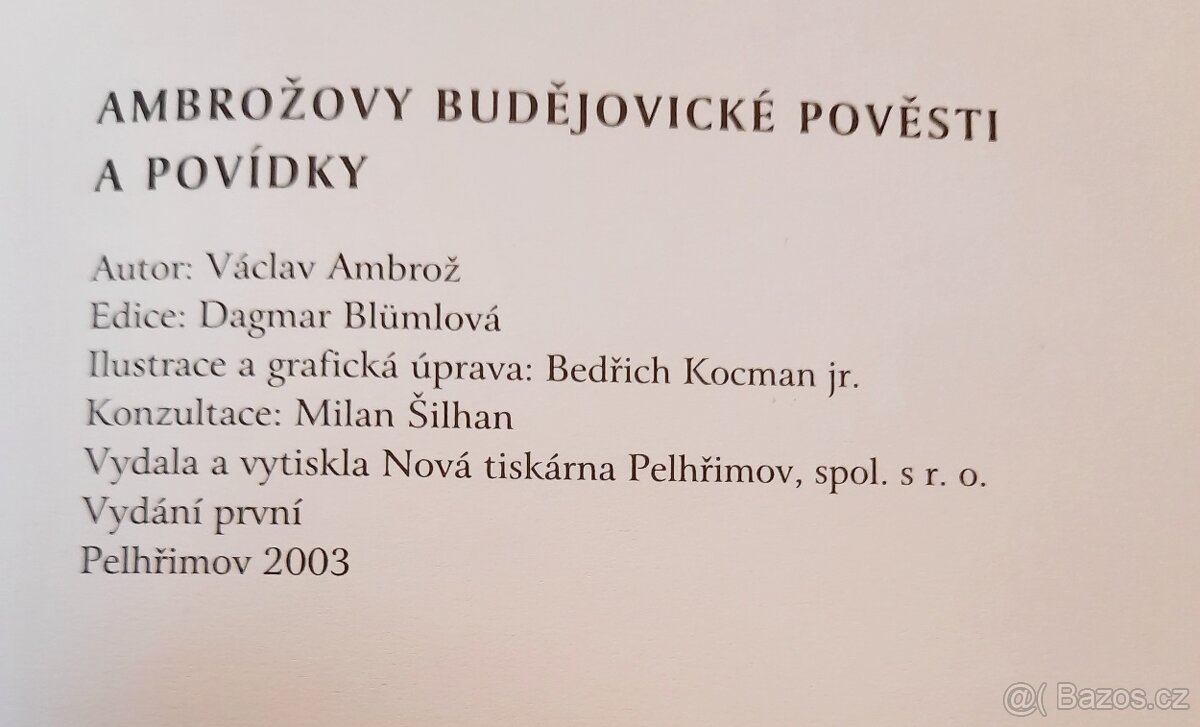 AMBROŽOVY BUDĚJOVICKÉ POVĚSTI
A POVÍDKY
Autor: Václav Ambrož
Edice: Dagmar Blümlová
Ilustrace a grafická úprava: Bedřich Kocman jr.
Konzultace: Milan Šilhan
Vydala a vytiskla Nová tiskárna Pelhřimov, spol. s r. o.
Vydání první
Pelhřimov 2003
@( Bazos.cz